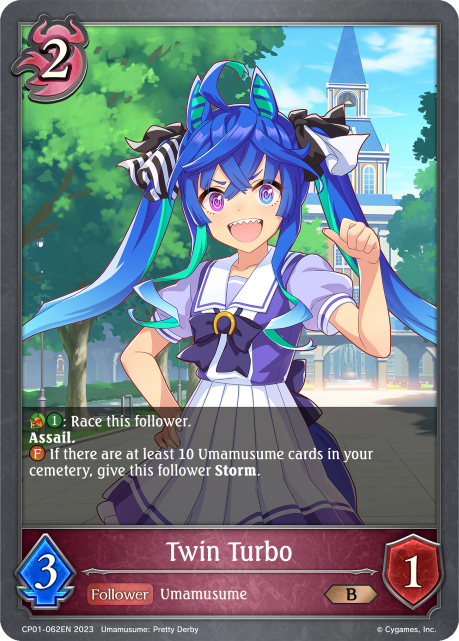 2
1 : Race this follower.
Assail.
F If there are at least 10 Umamusume cards in your
cemetery, give this follower Storm.
Twin Turbo
3
Follower Umamusume
B
1
CP01-062EN 2023 Umamusume: Pretty Derby
© Cygames, Inc.